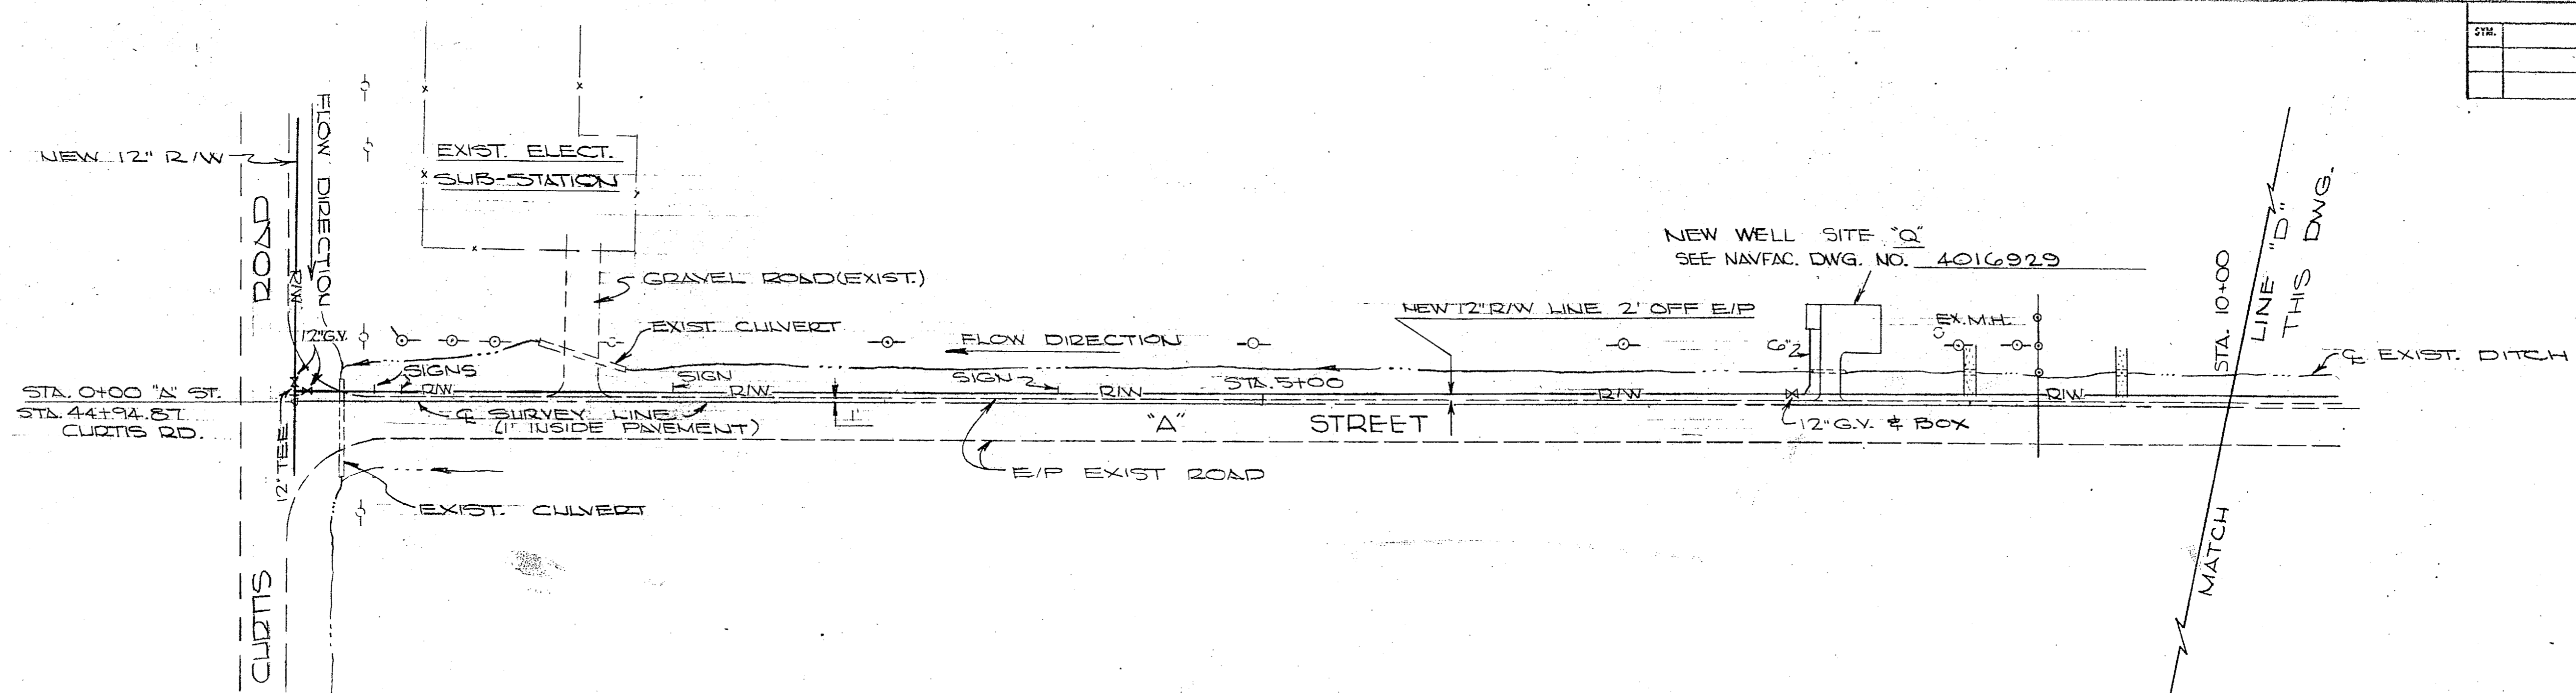 SYM.
NEW 12" R/W
FLOW DIRECTION
ROAD
R/W
12" G.V.
EXIST. ELECT.
SUB-STATION
GRAVEL ROAD (EXIST.)
EXIST. CULVERT
FLOW DIRECTION
NEW 12" R/W LINE 2' OFF E/P
NEW WELL SITE "Q"
SEE NAVFAC. DWG. NO. 4016929
EX. M.H.
6"
STA. 10+00
LINE "D"
THIS DWG.
℄ EXIST. DITCH
SIGNS
SIGN
SIGN
STA. 5+00
STA. 0+00 "A" ST.
STA. 44+94.87
CURTIS RD.
R/W
R/W
R/W
R/W
R/W
℄ SURVEY LINE
(1' INSIDE PAVEMENT)
1'
"A" STREET
12" G.V. & BOX
12" TEE
E/P EXIST ROAD
EXIST. CULVERT
CURTIS
MATCH